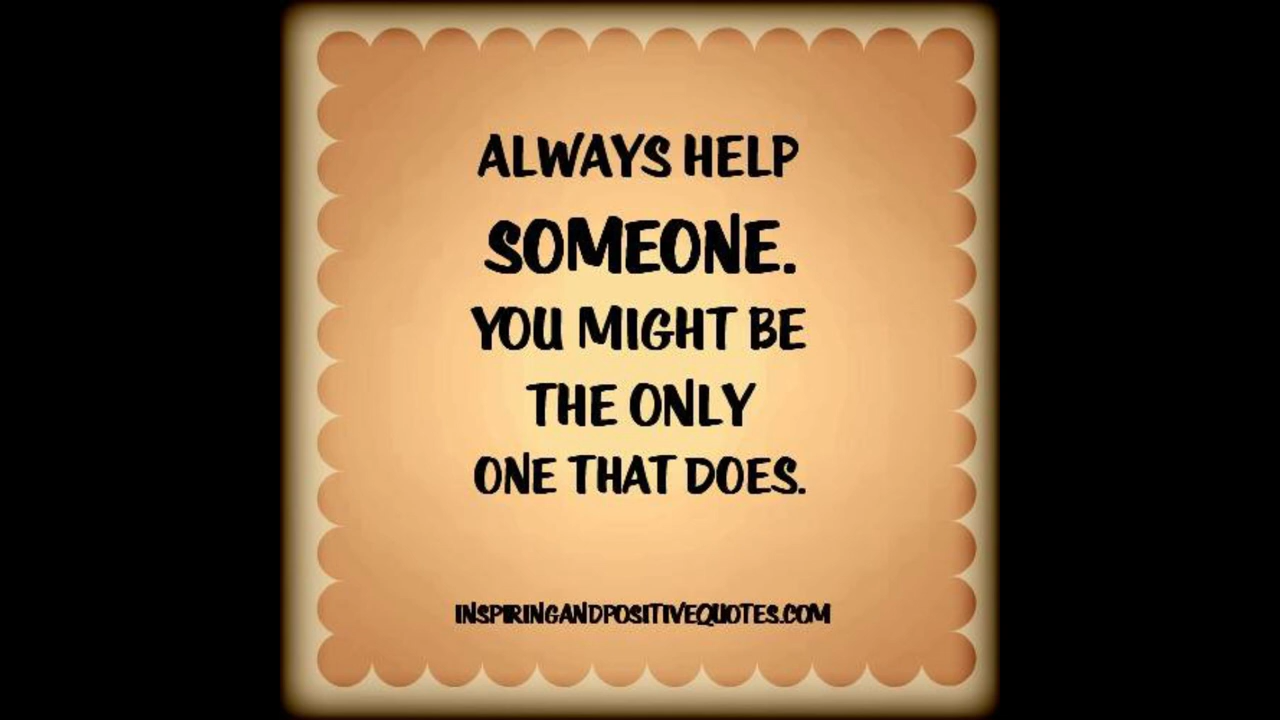 ALWAYS HELP
SOMEONE.
YOU MIGHT BE
THE ONLY
ONE THAT DOES.
INSPIRINGANDPOSITIVEQUOTES.COM